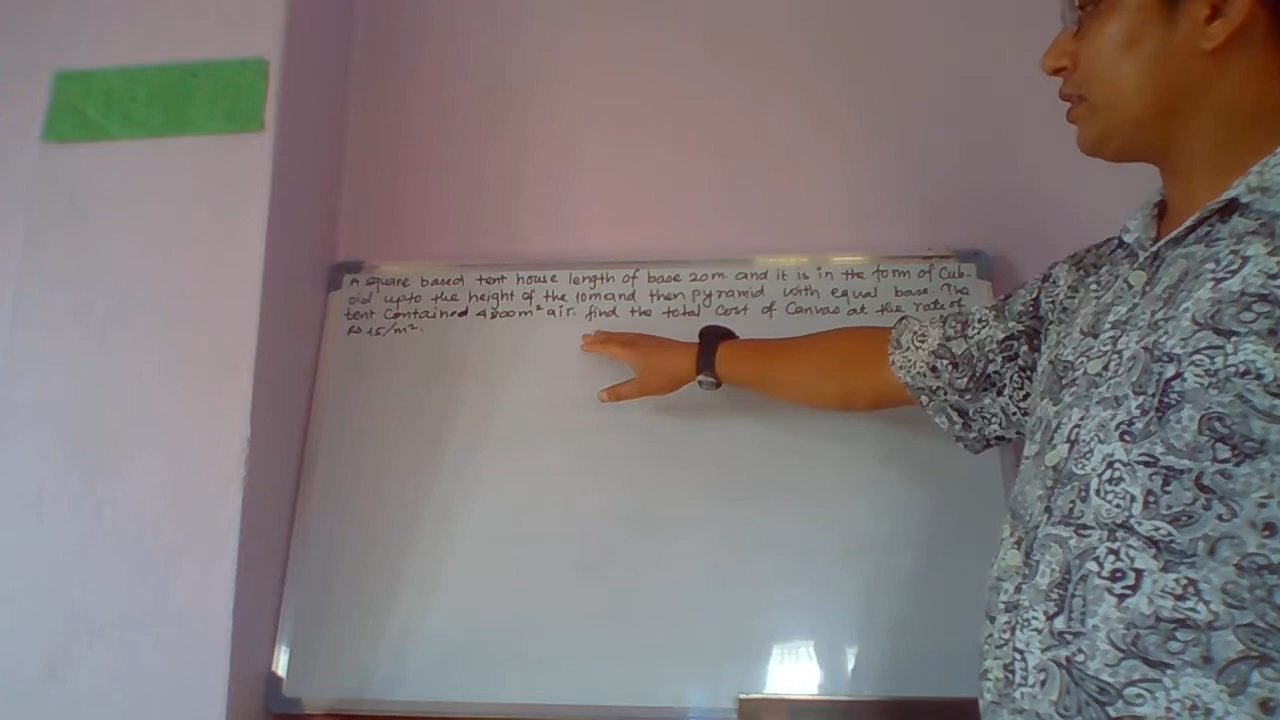 A square based tent house length of base 20m and it is in the form of Cub-
oid upto the height of the 10m and then pyramid with equal base. The
tent contained 4800m² air. find the total cost of Canvas at the rate of
Rs 15/m².